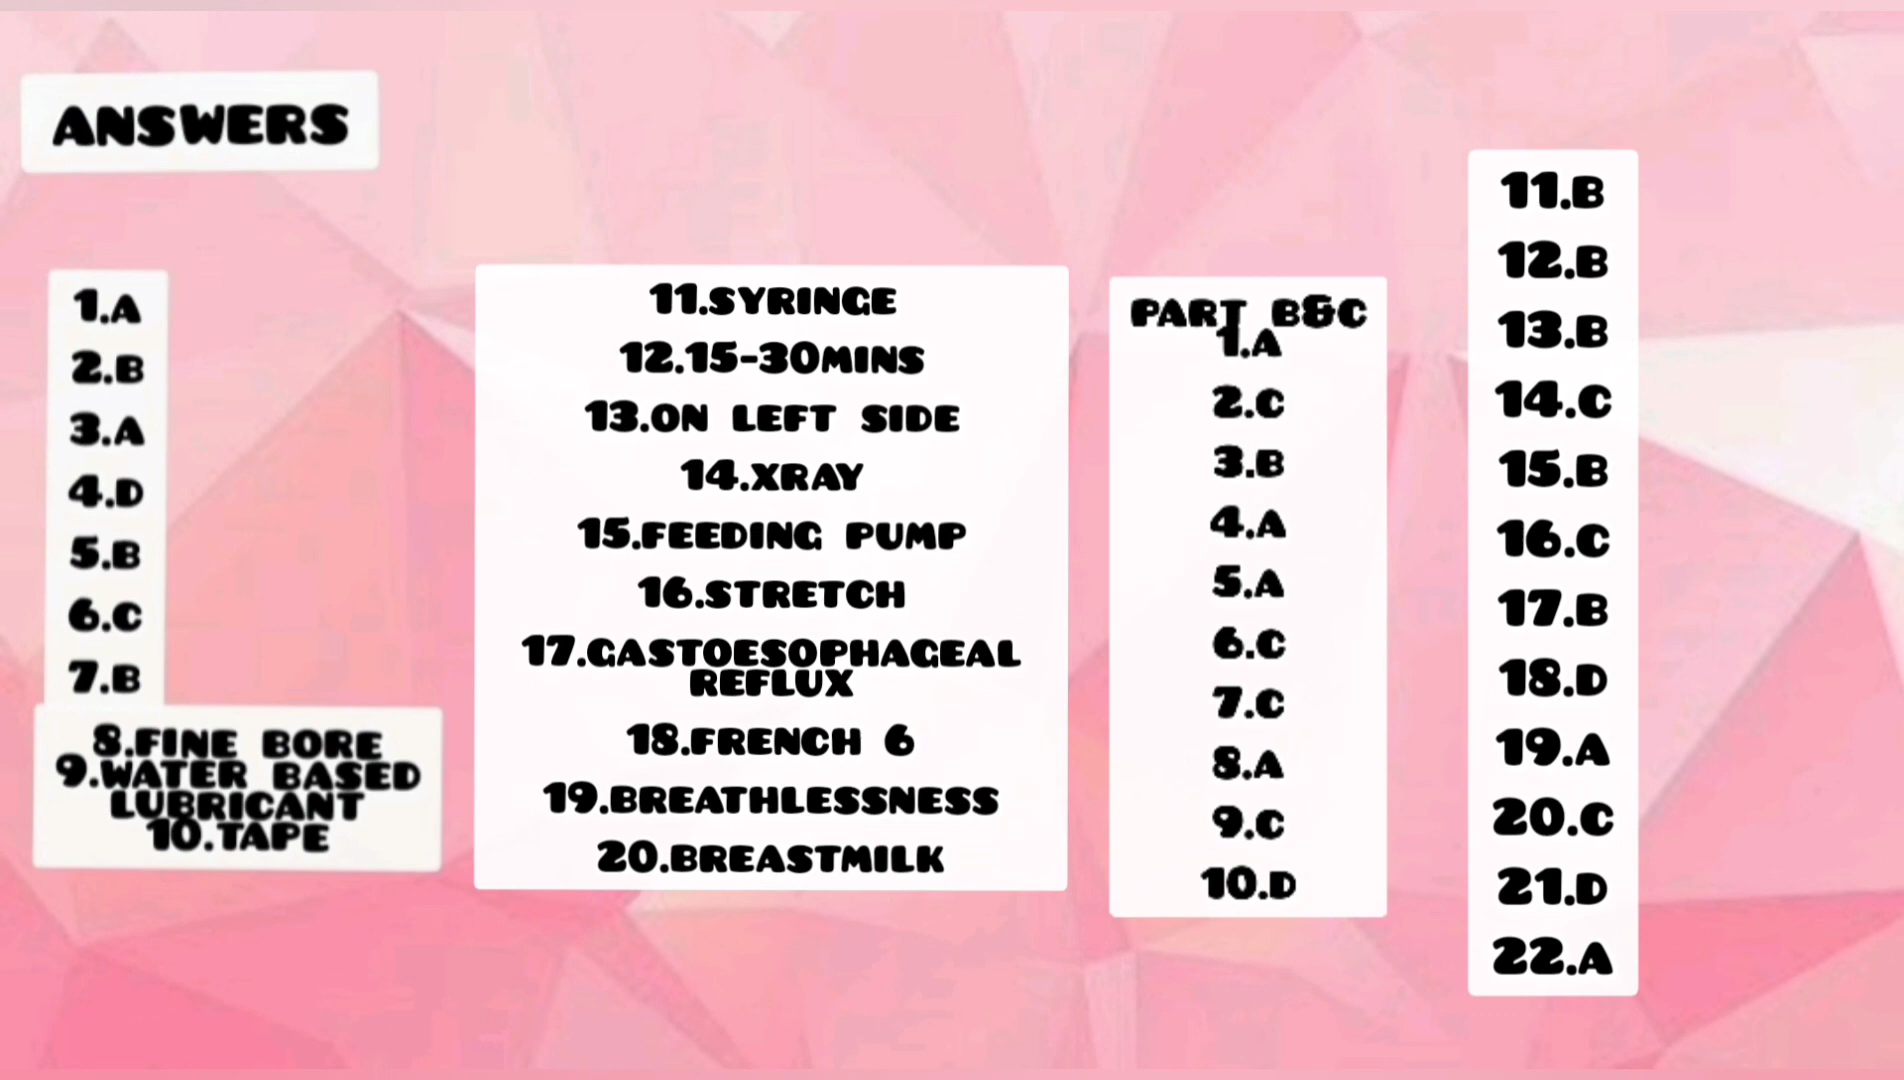 ANSWERS
1.A
2.B
3.A
4.D
5.B
6.C
7.B
8.FINE BORE
9.WATER BASED
LUBRICANT
10.TAPE
11.SYRINGE
12.15-30MINS
13.ON LEFT SIDE
14.XRAY
15.FEEDING PUMP
16.STRETCH
17.GASTOESOPHAGEAL
REFLUX
18.FRENCH 6
19.BREATHLESSNESS
20.BREASTMILK
PART B&C
1.A
2.C
3.B
4.A
5.A
6.C
7.C
8.A
9.C
10.D
11.B
12.B
13.B
14.C
15.B
16.C
17.B
18.D
19.A
20.C
21.D
22.A